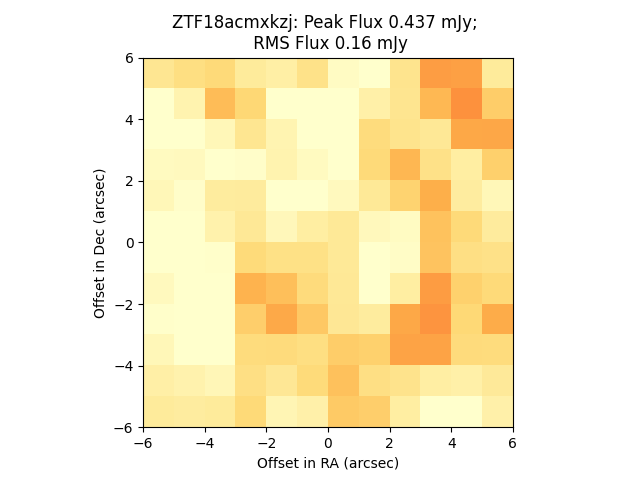 ZTF18acmxkzj: Peak Flux 0.437 mJy;
RMS Flux 0.16 mJy
6
4
2
0
−2
−4
−6
Offset in Dec (arcsec)
−6 −4 −2 0 2 4 6
Offset in RA (arcsec)